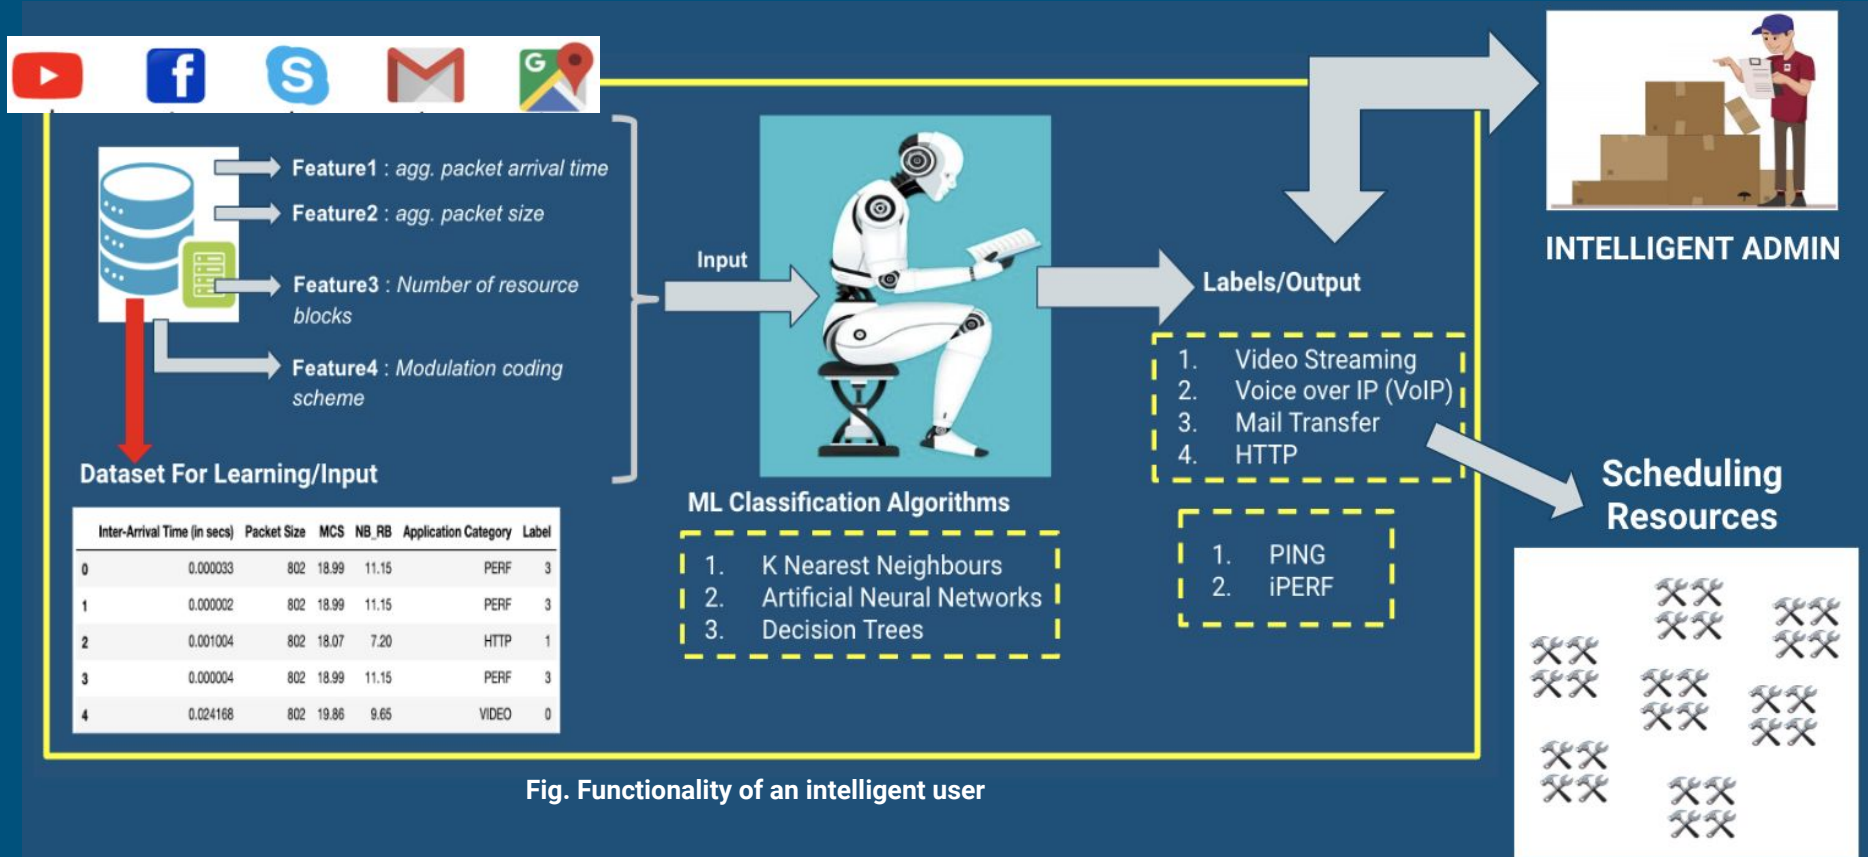 Feature1 : agg. packet arrival time
Feature2 : agg. packet size
Feature3 : Number of resource
blocks
Feature4 : Modulation coding
scheme
Dataset For Learning/Input
Inter-Arrival Time (in secs) Packet Size MCS NB_RB Application Category Label
0 0.000033 802 18.99 11.15 PERF 3
1 0.000002 802 18.99 11.15 PERF 3
2 0.001004 802 18.07 7.20 HTTP 1
3 0.000004 802 18.99 11.15 PERF 3
4 0.024168 802 19.86 9.65 VIDEO 0
Input
ML Classification Algorithms
1. K Nearest Neighbours
2. Artificial Neural Networks
3. Decision Trees
Labels/Output
1. Video Streaming
2. Voice over IP (VoIP)
3. Mail Transfer
4. HTTP
1. PING
2. iPERF
INTELLIGENT ADMIN
Scheduling
Resources
Fig. Functionality of an intelligent user
f
S
G